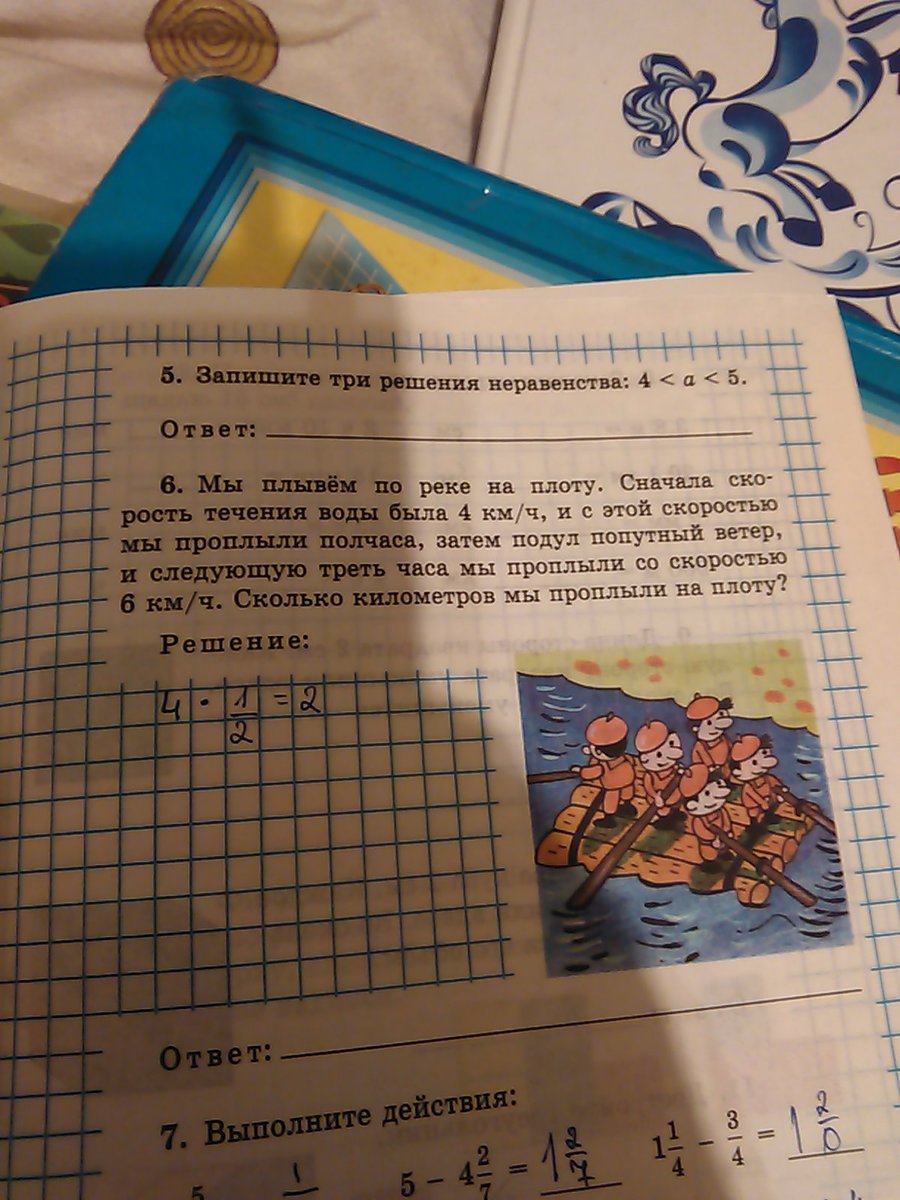 5. Запишите три решения неравенства: 4 < a < 5.
Ответ:
6. Мы плывём по реке на плоту. Сначала ско-
рость течения воды была 4 км/ч, и с этой скоростью
мы проплыли полчаса, затем подул попутный ветер,
и следующую треть часа мы проплыли со скоростью
6 км/ч. Сколько километров мы проплыли на плоту?
Решение:
4 · 1/2 = 2
Ответ:
7. Выполните действия:
5 1 5 − 4 2/7 = 1 2/7 1 1/4 − 3/4 = 1 2/0